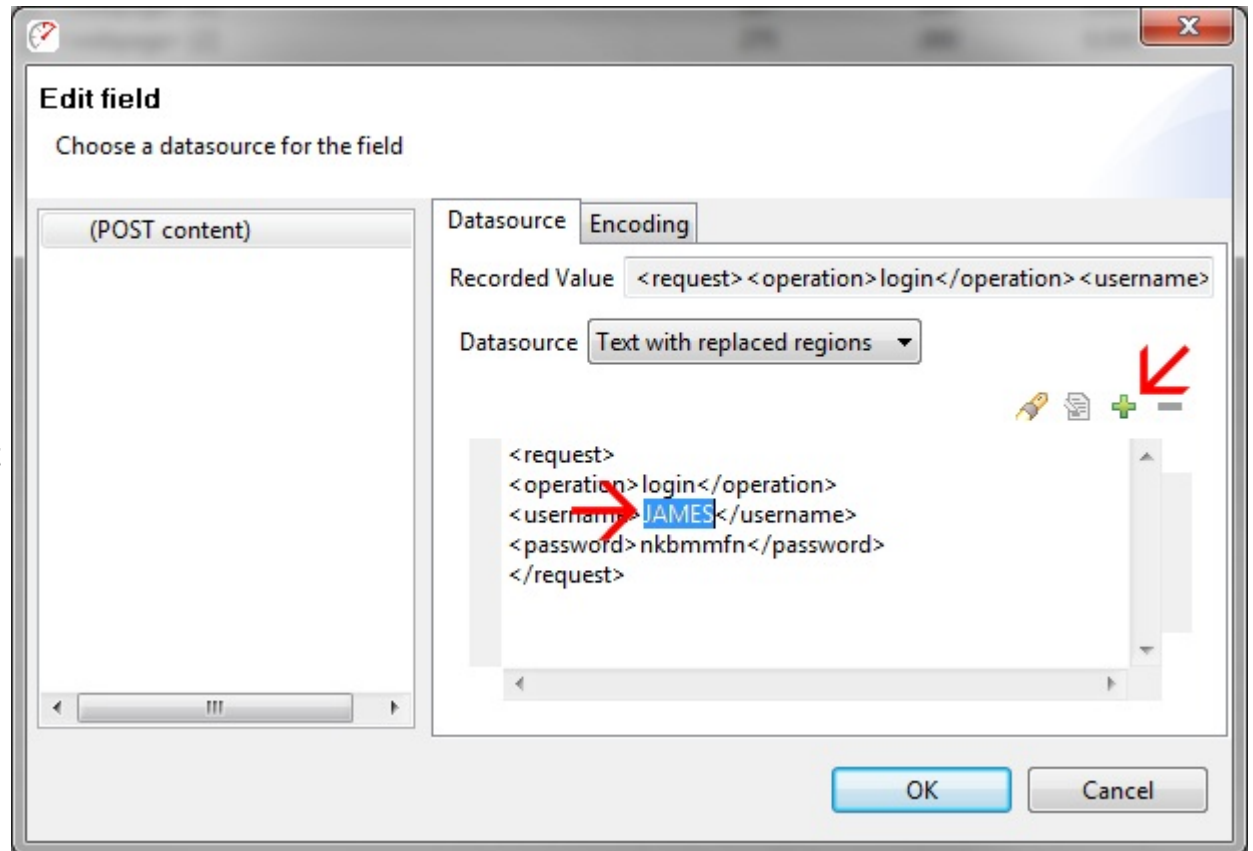 Edit field
Choose a datasource for the field
(POST content)
Datasource
Encoding
Recorded Value <request><operation>login</operation><username>
Datasource Text with replaced regions
<request>
<operation>login</operation>
<username>JAMES</username>
<password>nkbmmfn</password>
</request>
OK
Cancel